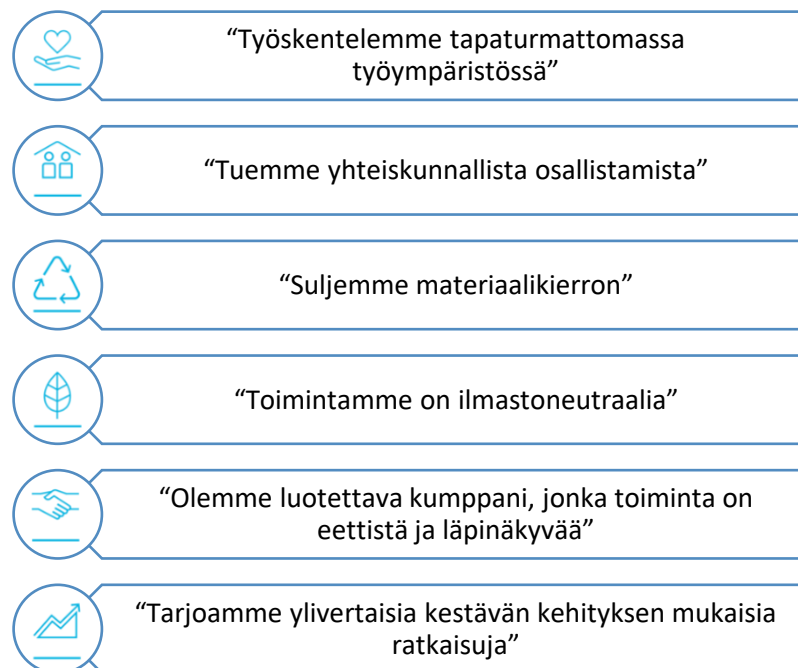 “Työskentelemme tapaturmattomassa
työympäristössä”
“Tuemme yhteiskunnallista osallistamista”
“Suljemme materiaalikierron”
“Toimintamme on ilmastoneutraalia”
“Olemme luotettava kumppani, jonka toiminta on
eettistä ja läpinäkyvää”
“Tarjoamme ylivertaisia kestävän kehityksen mukaisia
ratkaisuja”